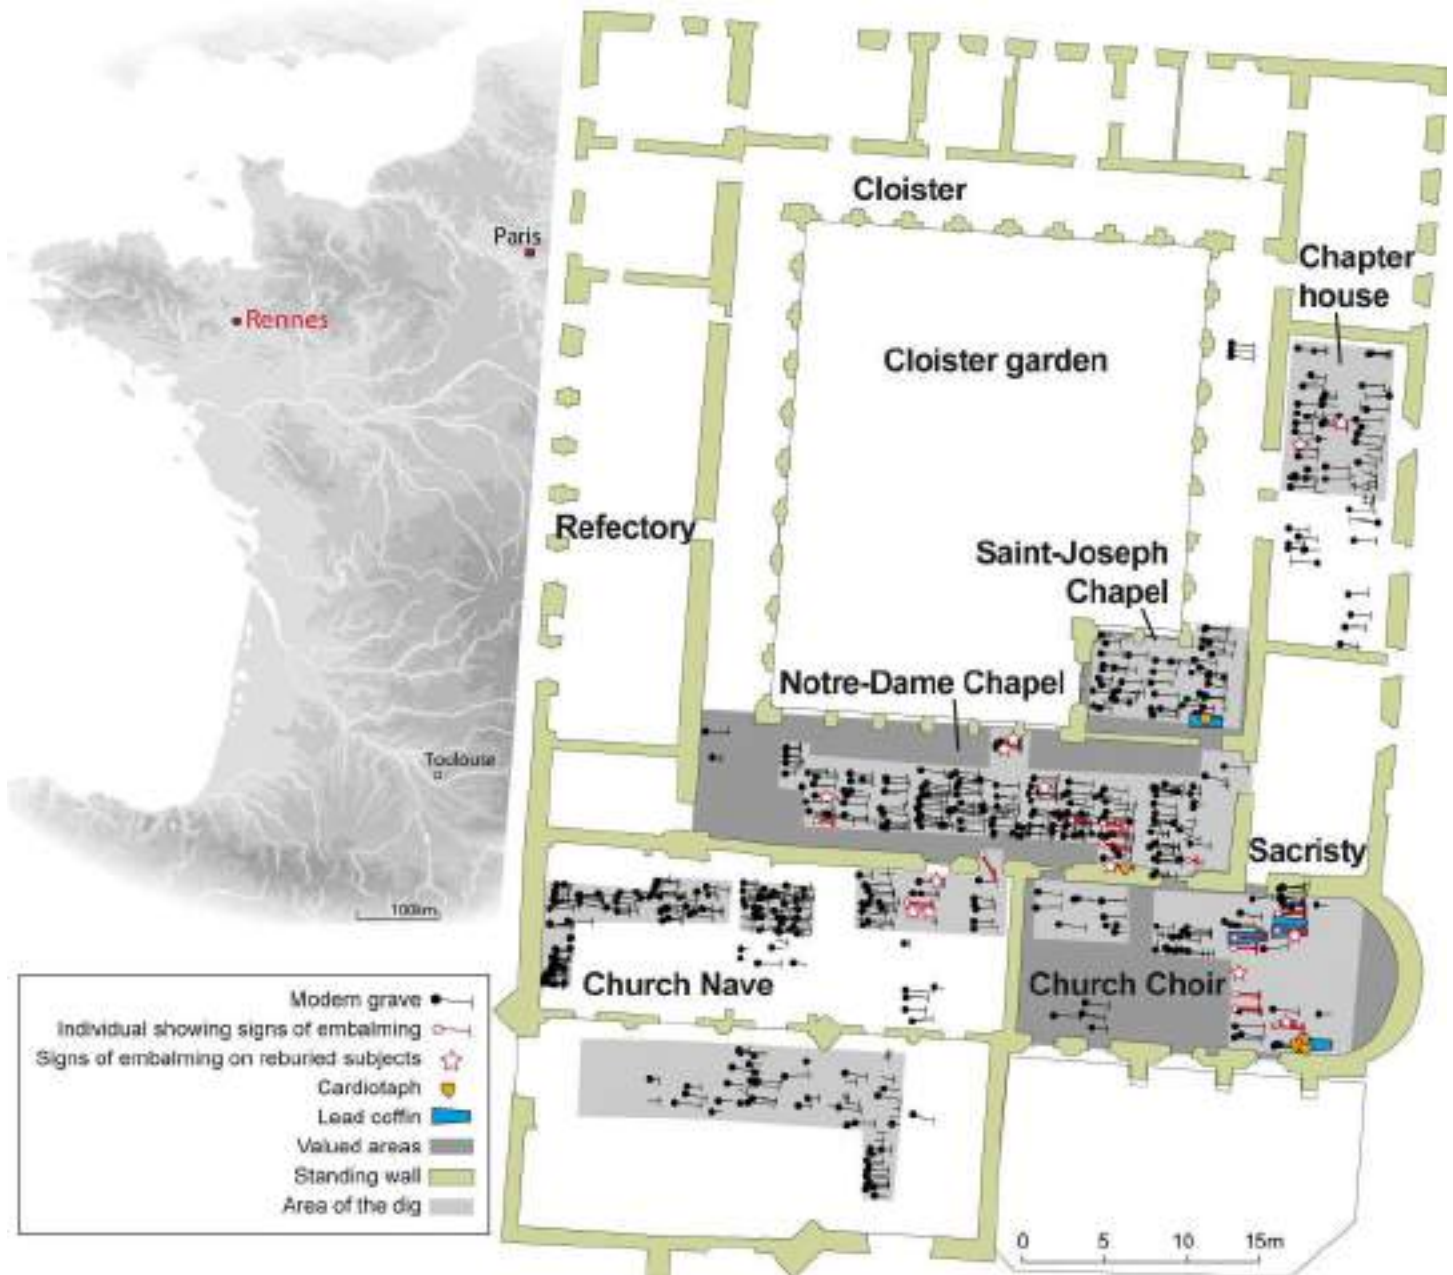 Cloister
Paris
Chapter
house
Rennes
Cloister garden
Refectory
Saint-Joseph
Chapel
Notre-Dame Chapel
Toulouse
Sacristy
100km
Church Nave
Church Choir
Modern grave
Individual showing signs of embalming
Signs of embalming on reburied subjects
Cardiotaph
Lead coffin
Valued areas
Standing wall
Area of the dig
0 5 10 15m